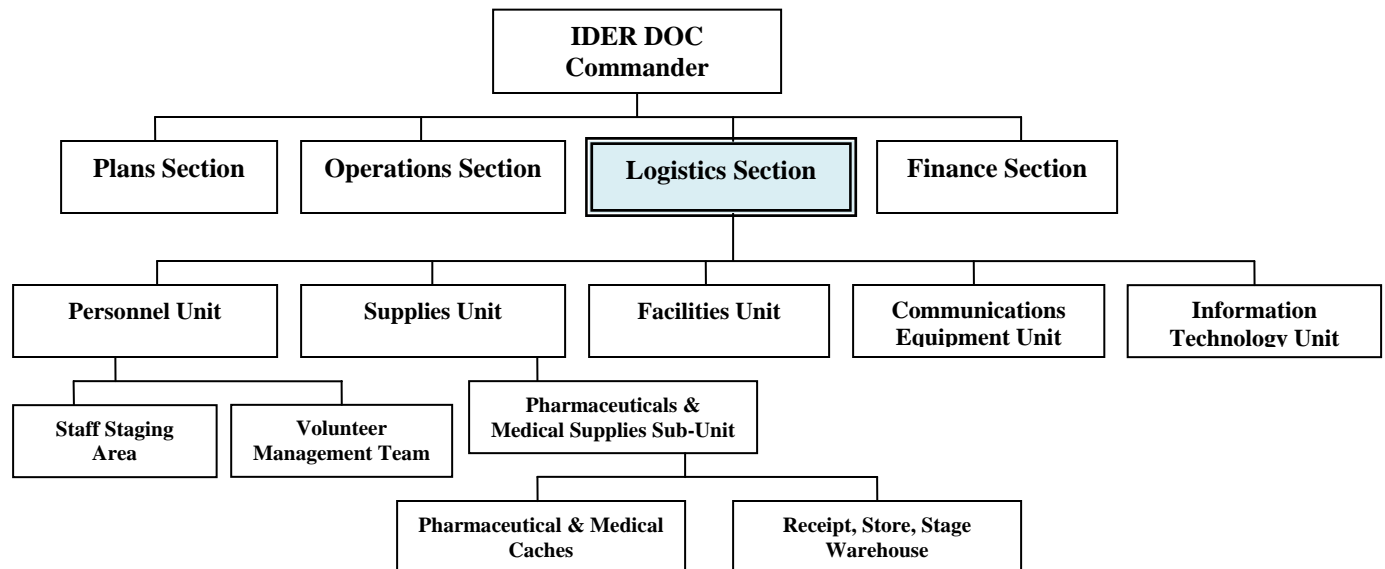 IDER DOC
Commander
Plans Section
Operations Section
Logistics Section
Finance Section
Personnel Unit
Supplies Unit
Facilities Unit
Communications
Equipment Unit
Information
Technology Unit
Staff Staging
Area
Volunteer
Management Team
Pharmaceuticals &
Medical Supplies Sub-Unit
Pharmaceutical & Medical
Caches
Receipt, Store, Stage
Warehouse